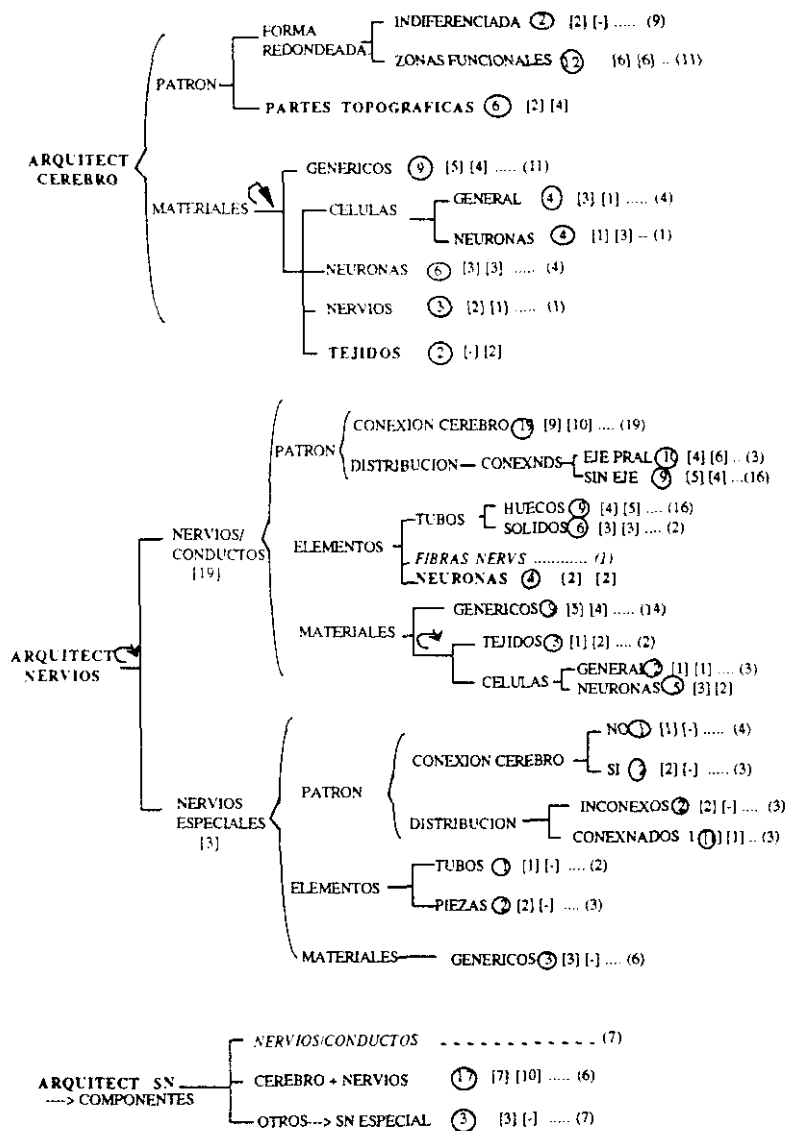 INDIFERENCIADA 2 [2] [-] ..... (9)
FORMA REDONDEADA
ZONAS FUNCIONALES 12 [6] [6] .. (11)
PATRON
PARTES TOPOGRAFICAS 6 [2] [4]
ARQUITECT CEREBRO
GENERICOS 9 [5] [4] ..... (11)
MATERIALES
CELULAS
GENERAL 4 [3] [1] ..... (4)
NEURONAS 4 [1] [3] -- (1)
NEURONAS 6 [3] [3] ..... (4)
NERVIOS 3 [2] [1] ..... (1)
TEJIDOS 2 [-] [2]
CONEXION CEREBRO 19 [9] [10] .... (19)
PATRON
DISTRIBUCION
CONEXNDS
EJE PRAL 10 [4] [6] .. (3)
SIN EJE 9 [5] [4] ...(16)
NERVIOS/
CONDUCTOS
[19]
TUBOS
HUECOS 9 [4] [5] .... (16)
SOLIDOS 6 [3] [3] .... (2)
ELEMENTOS
FIBRAS NERVS ............ (1)
NEURONAS 4 [2] [2]
GENERICOS 9 [5] [4] ..... (14)
MATERIALES
TEJIDOS 3 [1] [2] .... (2)
CELULAS
GENERAL 2 [1] [1] .... (3)
NEURONAS 5 [3] [2]
ARQUITECT
NERVIOS
NO 1 [1] [-] ..... (4)
CONEXION CEREBRO
SI 2 [2] [-] ..... (3)
NERVIOS
ESPECIALES
[3]
PATRON
INCONEXOS 2 [2] [-] .... (3)
DISTRIBUCION
CONEXNADOS 1 [1] [1] .. (3)
TUBOS 1 [1] [-] .... (2)
ELEMENTOS
PIEZAS 2 [2] [-] .... (3)
MATERIALES
GENERICOS 3 [3] [-] .... (6)
NERVIOS/CONDUCTOS - - - - - - - - - - - - - (7)
ARQUITECT SN
----> COMPONENTES
CEREBRO + NERVIOS 17 [7] [10] ..... (6)
OTROS---> SN ESPECIAL 3 [3] [-] ..... (7)